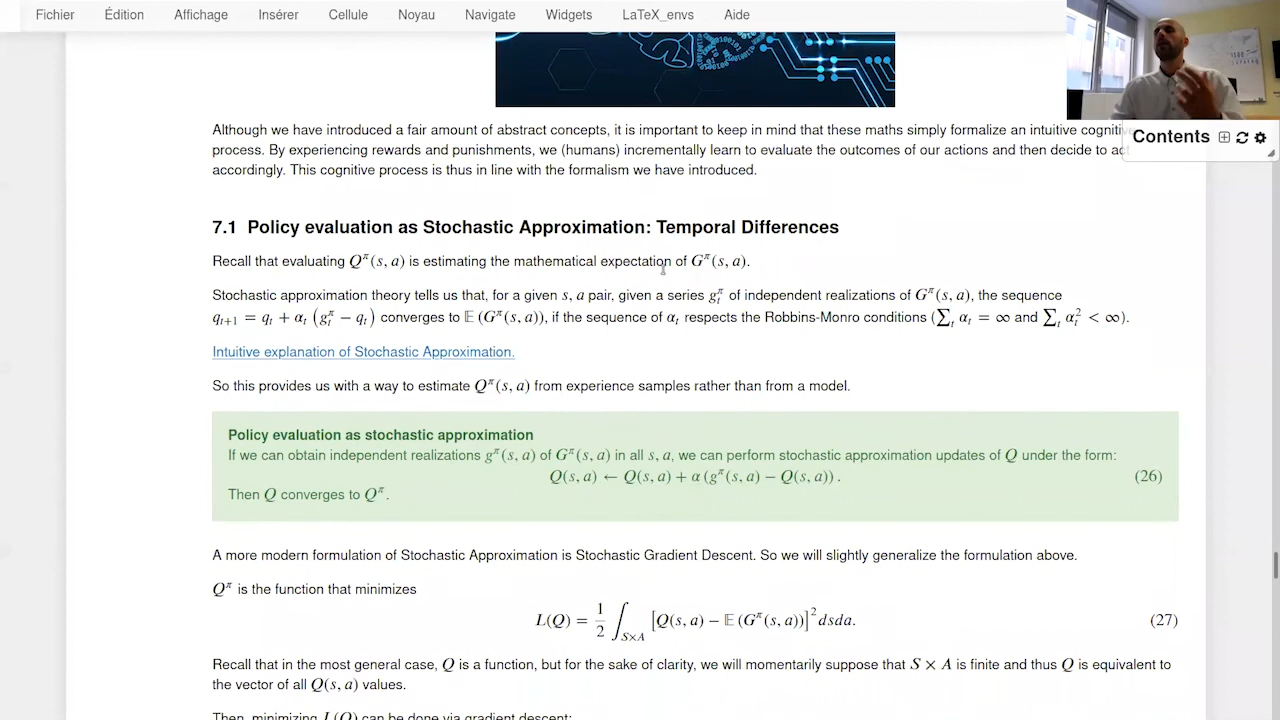 Fichier Édition Affichage Insérer Cellule Noyau Navigate Widgets LaTeX_envs Aide
Contents
Although we have introduced a fair amount of abstract concepts, it is important to keep in mind that these maths simply formalize an intuitive cognitive
process. By experiencing rewards and punishments, we (humans) incrementally learn to evaluate the outcomes of our actions and then decide to act
accordingly. This cognitive process is thus in line with the formalism we have introduced.
7.1 Policy evaluation as Stochastic Approximation: Temporal Differences
Recall that evaluating Q^π(s, a) is estimating the mathematical expectation of G^π(s, a).
Stochastic approximation theory tells us that, for a given s, a pair, given a series g_t^π of independent realizations of G^π(s, a), the sequence
q_{t+1} = q_t + α_t (g_t^π − q_t) converges to 𝔼 (G^π(s, a)), if the sequence of α_t respects the Robbins-Monro conditions (∑_t α_t = ∞ and ∑_t α_t^2 < ∞).
Intuitive explanation of Stochastic Approximation.
So this provides us with a way to estimate Q^π(s, a) from experience samples rather than from a model.
Policy evaluation as stochastic approximation
If we can obtain independent realizations g^π(s, a) of G^π(s, a) in all s, a, we can perform stochastic approximation updates of Q under the form:
Q(s, a) ← Q(s, a) + α (g^π(s, a) − Q(s, a)) . (26)
Then Q converges to Q^π.
A more modern formulation of Stochastic Approximation is Stochastic Gradient Descent. So we will slightly generalize the formulation above.
Q^π is the function that minimizes
L(Q) = 1/2 ∫_{S×A} [Q(s, a) − 𝔼 (G^π(s, a))]^2 dsda. (27)
Recall that in the most general case, Q is a function, but for the sake of clarity, we will momentarily suppose that S × A is finite and thus Q is equivalent to
the vector of all Q(s, a) values.
Then, minimizing L(Q) can be done via gradient descent: